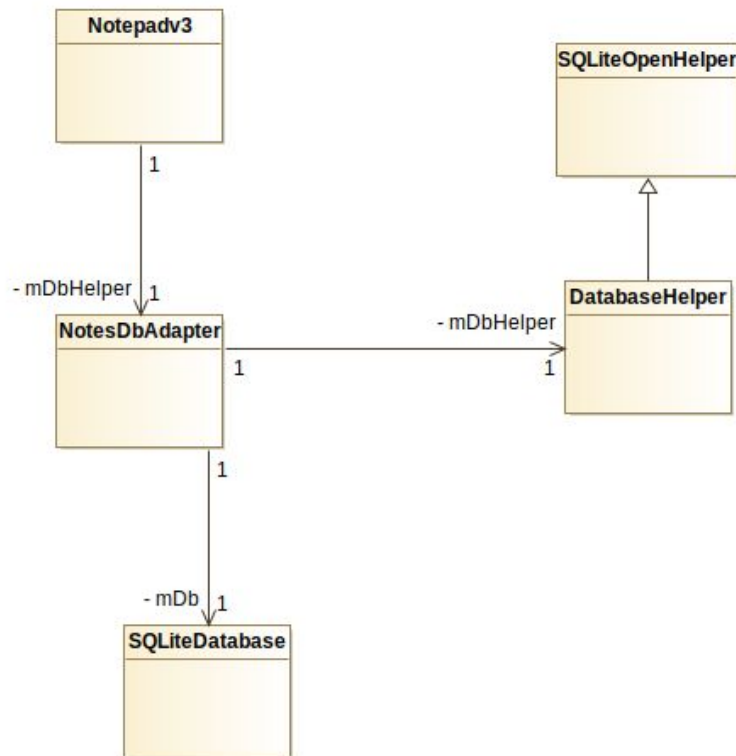 Notepadv3
SQLiteOpenHelper
1
- mDbHelper 1
NotesDbAdapter
DatabaseHelper
- mDbHelper
1
1
1
- mDb 1
SQLiteDatabase